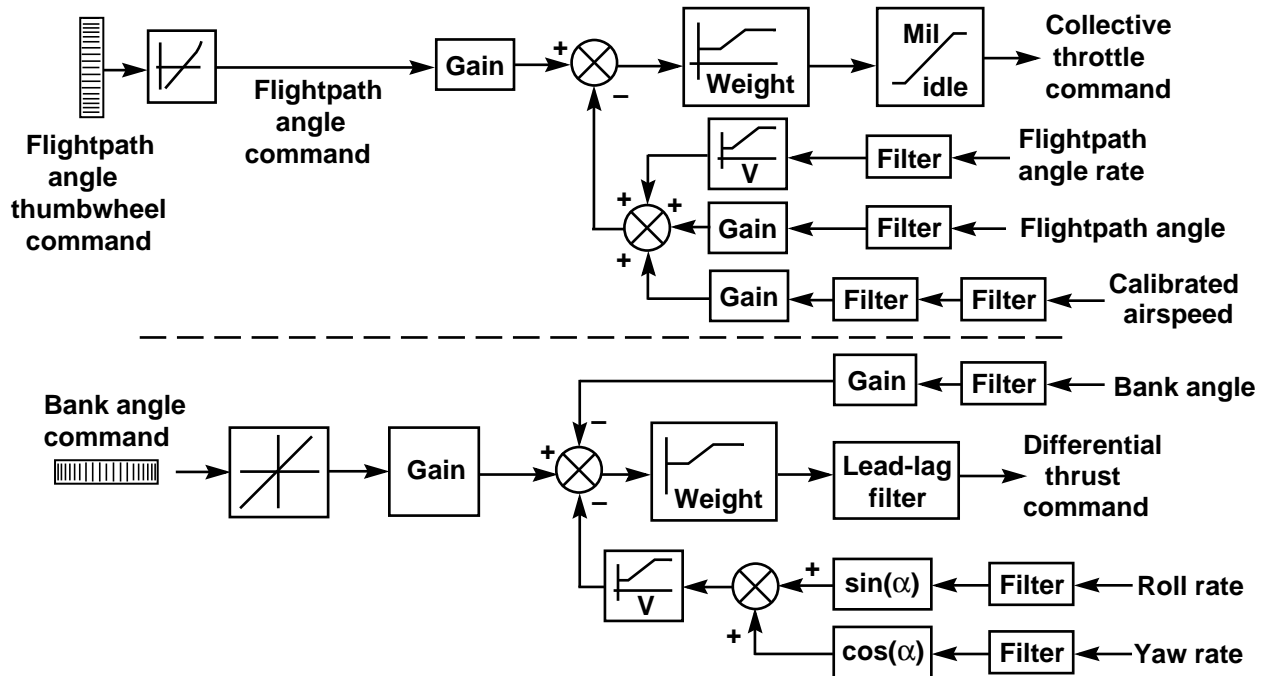 Flightpath
angle
thumbwheel
command
Flightpath
angle
command
Gain
+
−
Weight
Mil
idle
Collective
throttle
command
V
Filter
Flightpath
angle rate
+
+
+
Gain
Filter
Flightpath angle
Gain
Filter
Filter
Calibrated
airspeed
Gain
Filter
Bank angle
Bank angle
command
Gain
+
−
−
Weight
Lead-lag
filter
Differential
thrust
command
V
+
+
sin(α)
Filter
Roll rate
cos(α)
Filter
Yaw rate